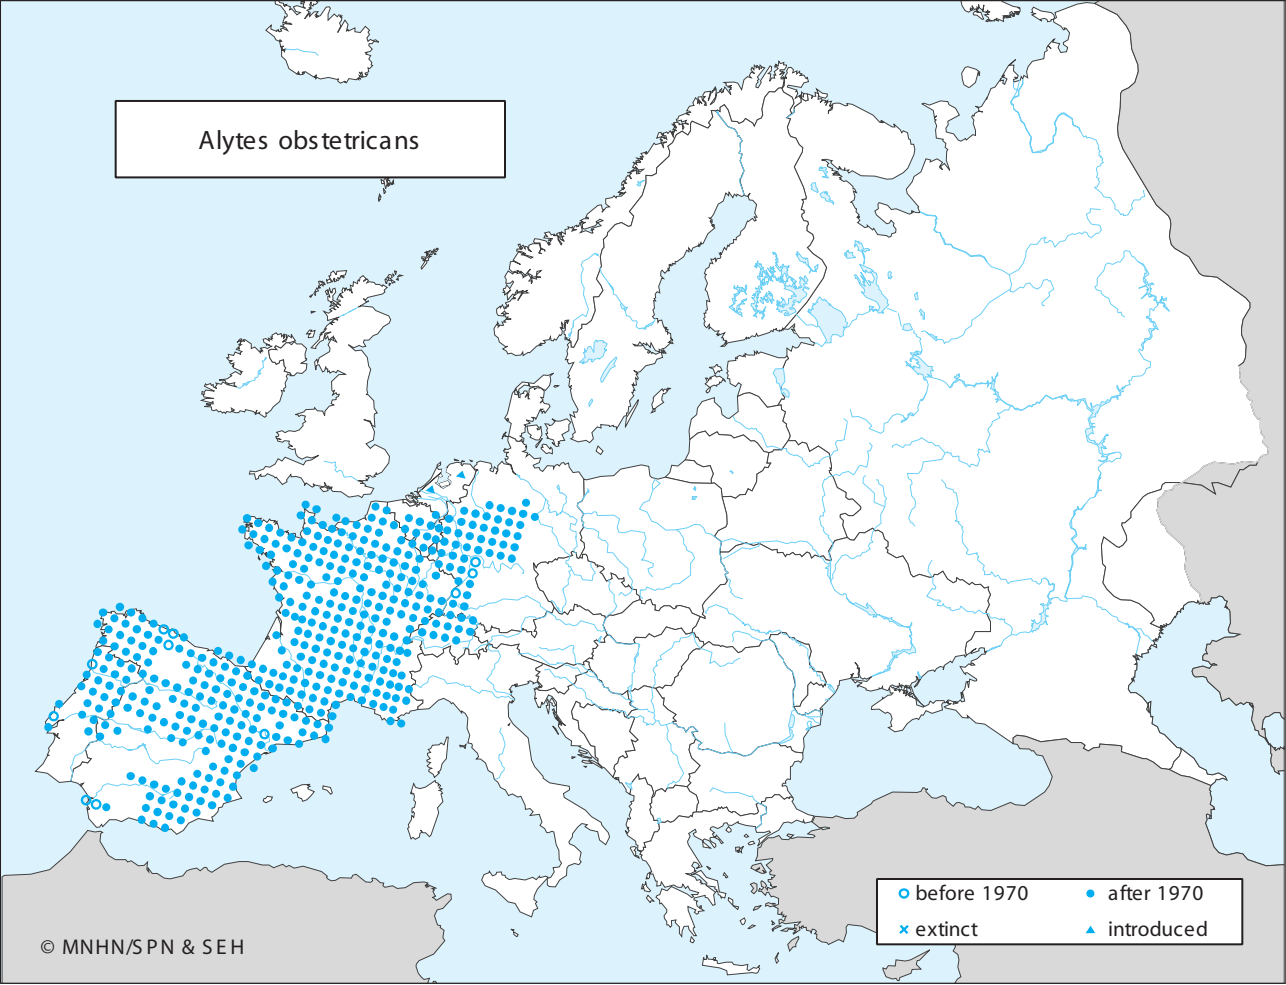 Alytes obstetricans
before 1970
after 1970
extinct
introduced
© MNHN/SPN & SEH